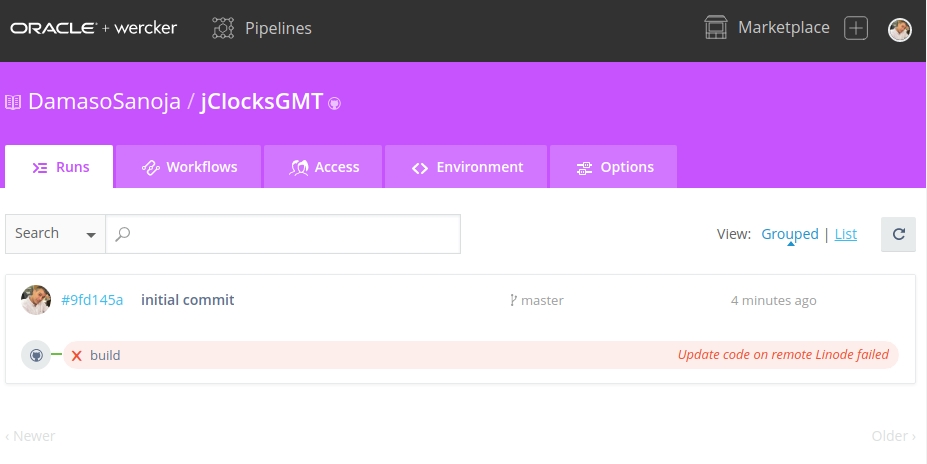 ORACLE + wercker Pipelines Marketplace
DamasoSanoja / jClocksGMT
Runs Workflows Access Environment Options
Search View: Grouped | List
#9fd145a initial commit master 4 minutes ago
X build Update code on remote Linode failed
‹ Newer Older ›